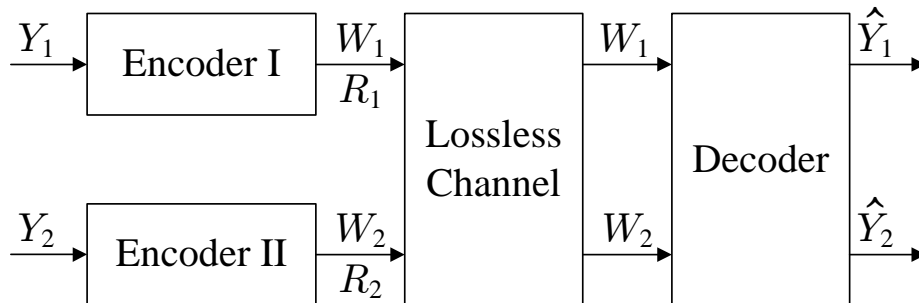 Y₁ Encoder I W₁ R₁ Lossless Channel W₁ Decoder Ŷ₁
Y₂ Encoder II W₂ R₂ W₂ Ŷ₂